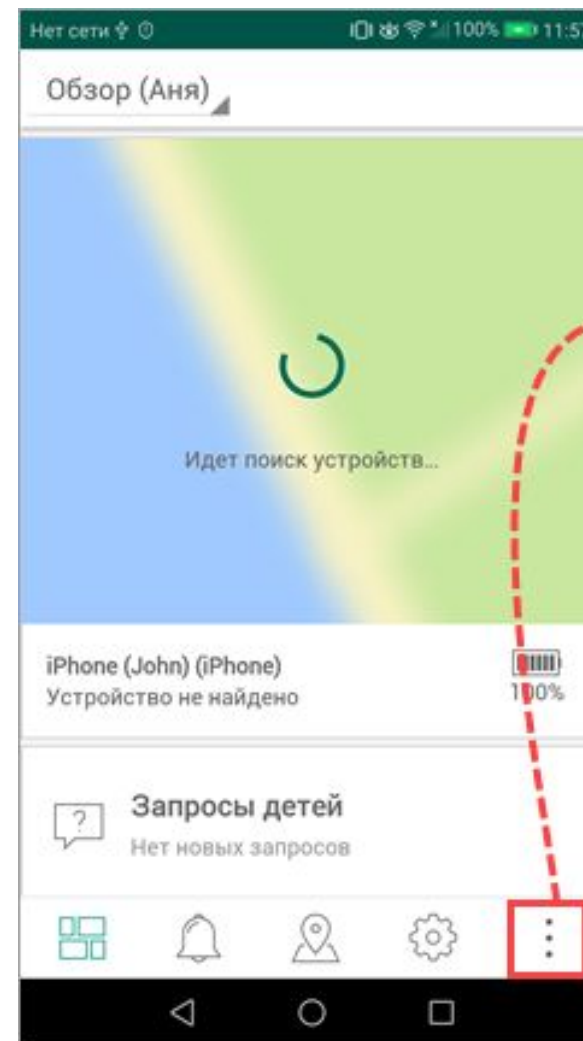 Нет сети 100% 11:57
Обзор (Аня)
Идет поиск устройств...
iPhone (John) (iPhone)
Устройство не найдено
100%
?
Запросы детей
Нет новых запросов